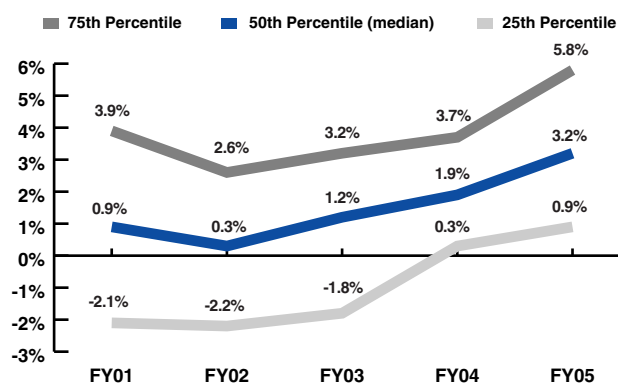 75th Percentile 50th Percentile (median) 25th Percentile
6%
5%
4%
3%
2%
1%
0%
-1%
-2%
-3%
3.9% 2.6% 3.2% 3.7% 5.8%
0.9% 0.3% 1.2% 1.9% 3.2%
-2.1% -2.2% -1.8% 0.3% 0.9%
FY01 FY02 FY03 FY04 FY05